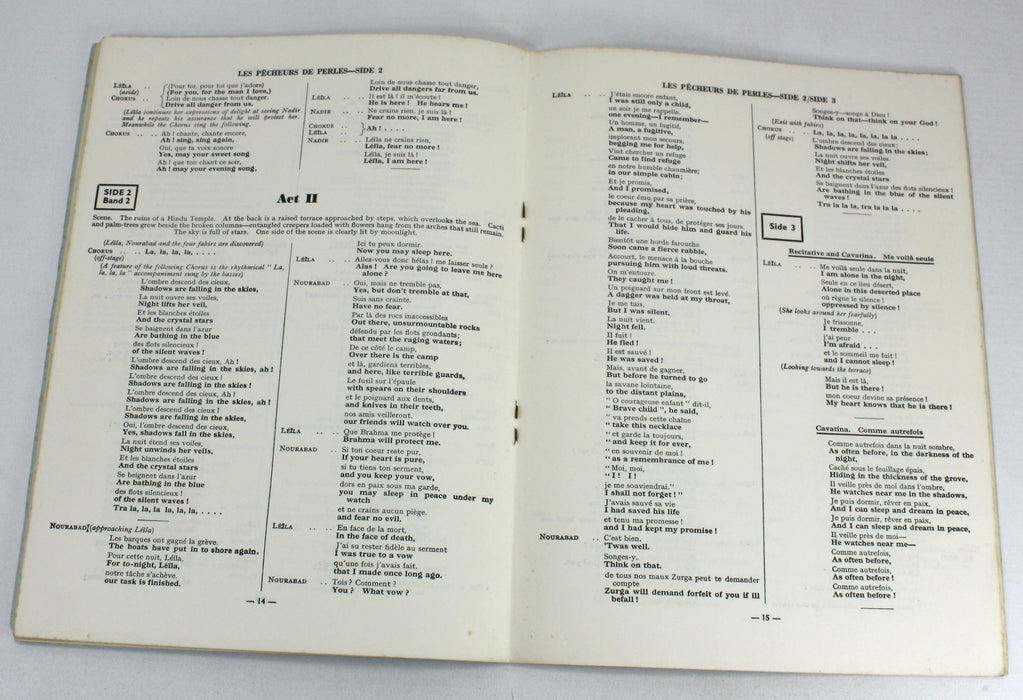 LES PÊCHEURS DE PERLES—SIDE 2
LËÏLA .. (Pour toi, pour toi que j'adore)
(aside) (For you, for the man I love,)
CHORUS .. Loin de nous chasse tout danger.
Drive all danger from us.
(Lëïla continues her expressions of delight at seeing Nadir
and he repeats his assurance that he will protect her.
Meanwhile the Chorus sing the following.
CHORUS .. .. Ah ! chante, chante encore,
Ah ! sing, sing again,
Oui, que ta voix sonore
Yes, may your sweet song
Ah ! que ton chant ce soir,
Ah ! may your evening song,
Loin de nous chasse tout danger,
Drive all dangers far from us.
LËÏLA .. .. Il est là ! il m'écoute !
He is here ! He hears me !
NADIR .. .. Ne crains rien, je suis là !
Fear no more, I am here !
CHORUS ..
LËÏLA .. .. } Ah ! . . . .
NADIR .. .. Lëïla ne crains rien,
Lëïla, fear no more !
Lëïla, je suis là !
Lëïla, I am here !
SIDE 2
Band 2
Act II
Scene. The ruins of a Hindu Temple. At the back is a raised terrace approached by steps, which overlooks the sea. Cacti
and palm-trees grow beside the broken columns—entangled creepers loaded with flowers hang from the arches that still remain.
The sky is full of stars. One side of the scene is clearly lit by moonlight.
(Lëïla, Nourabad and the four fakirs are discovered)
CHORUS .. .. La, la, la, la, . . . .
(off-stage)
(A feature of the following Chorus is the rhythmical " La,
la, la, la " accompaniment sung by the basses)
L'ombre descend des cieux,
Shadows are falling in the skies,
La nuit ouvre ses voiles,
Night lifts her veil,
Et les blanches étoiles
And the crystal stars
Se baignent dans l'azur
Are bathing in the blue
des flots silencieux !
of the silent waves !
L'ombre descend des cieux, Ah !
Shadows are falling in the skies, ah !
L'ombre descend des cieux !
Shadows are falling in the skies !
L'ombre descend des cieux, Ah !
Shadows are falling in the skies, ah !
L'ombre descend des cieux !
Shadows are falling in the skies,
Oui, l'ombre descend des cieux,
Yes, shadows fall in the skies,
La nuit étend ses voiles,
Night unwinds her veils,
Et les blanches étoiles
And the crystal stars
Se beignent dans l'azur
Are bathing in the blue
des flots silencieux !
of the silent waves !
Tra la, la, la, la, la, . . . .
NOURABAD (approaching Lëïla)
Les barques ont gagné la grève.
The boats have put in to shore again.
Pour cette nuit, Lëïla,
For to-night, Lëïla,
notre tâche s'achève.
our task is finished.
Ici tu peux dormir.
Now you may sleep here.
LËÏLA .. .. Allez-vous donc hélas ! me laisser seule ?
Alas ! Are you going to leave me here
alone ?
NOURABAD .. Oui, mais ne tremble pas,
Yes, but don't tremble at that,
Sois sans crainte.
Have no fear.
Par là des rocs inaccessibles
Out there, unsurmountable rocks
défendu par les flots grondants;
that meet the raging waters;
De ce côté le camp,
Over there is the camp
et là, gardiens terribles,
and here, like terrible guards,
Le fusil sur l'épaule
with spears on their shoulders
et le poignard aux dents,
and knives in their teeth,
nos amis veilleront.
our friends will watch over you.
LËÏLA .. .. Que Brahma me protège !
Brahma will protect me.
NOURABAD .. Si ton coeur reste pur,
If your heart is pure,
si tu tiens ton serment,
and you keep your vow,
dors en paix sous ma garde,
you may sleep in peace under my
watch
et ne crains aucun piège.
and fear no evil.
LËÏLA .. .. En face de la mort,
In the face of death,
J'ai su rester fidèle au serment
I was true to a vow
qu'une fois j'avais fait.
that I made once long ago.
NOURABAD .. Tois ? Comment ?
You ? What vow ?
— 14 —
LES PÊCHEURS DE PERLES—SIDE 2/SIDE 3
LËÏLA .. .. J'étais encore enfant,
I was still only a child,
un soir je me rappelle,
one evening—I remember—
Un homme, un fugitif,
A man, a fugitive,
implorant mon secours,
begging me for help,
Vint chercher un refuge
Came to find refuge
en notre humble chaumière;
in our simple cabin;
Et je promis,
And I promised,
le coeur ému par sa prière,
because my heart was touched by his
pleading,
de le cacher à tous, de protéger ses jours,
That I would hide him and guard his
life.
Bientôt une horde farouche
Soon came a fierce rabble,
Accourt, le menace à la bouche
pursuing him with loud threats.
On m'entoure.
They caught me !
Un poignard sur mon front est levé.
A dagger was held at my throat,
Je me tais,
But I was silent,
La nuit vient.
Night fell.
Il fuit !
He fled !
Il est sauvé !
He was saved !
Mais, avant de gagner,
But before he turned to go
la savane lointaine,
to the distant plains,
" O courageuse enfant " dit-il,
" Brave child ", he said,
" va prends cette chaîne
" take this necklace
" et garde la toujours,
" and keep it for ever,
" en souvenir de moi !
" as a remembrance of me !
" Moi, moi,
" I ! I !
je me souviendrai."
I shall not forget ! "
J'avais sauvé sa vie
I had saved his life
et tenu ma promesse !
and I had kept my promise !
NOURABAD .. C'est bien.
'Twas well.
Songes-y.
Think on that.
de tous nos maux Zurga peut te demander
compte
Zurga will demand forfeit of you if ill
befall !
Songes-y—songe à Dieu !
Think on that—think on your God !
(Exit with fakirs)
CHORUS .. .. La, la, la, la, la, la, la . . . .
(off stage) L'ombre descend des cieux;
Shadows are falling in the skies;
La nuit ouvre ses voiles.
Night shifts her veil,
Et les blanches étoiles
And the crystal stars
Se baignent dans l'azur des flots silencieux !
Are bathing in the blue of the silent
waves !
Tra la la la, tra la la . . . .
Side 3
Recitative and Cavatina. Me voilà seule
LËÏLA .. .. Me voilà seule dans la nuit,
I am alone in the night,
Seule en ce lieu désert,
Alone in this deserted place
où règne le silence !
oppressed by silence !
(She looks around her fearfully)
Je frissonne,
I tremble . . .
j'ai peur
I'm afraid . . .
et le sommeil me fuit !
and I cannot sleep !
(Looking towards the terrace)
Mais il est là,
But he is there !
mon coeur devine sa présence !
My heart knows that he is there !
Cavatina. Comme autrefois
Comme autrefois dans la nuit sombre,
As often before, in the darkness of the
night,
Caché sous le feuillage épais,
Hiding in the thickness of the grove,
Il veille près de moi dans l'ombre,
He watches near me in the shadows,
Je puis dormir, rêver en paix,
And I can sleep and dream in peace,
Je puis dormir, rêver en paix,
And I can sleep and dream in peace,
Il veille près de moi—
He watches near me—
Comme autrefois,
As often before,
Comme autrefois,
As often before !
Comme autrefois,
As often before !
— 15 —